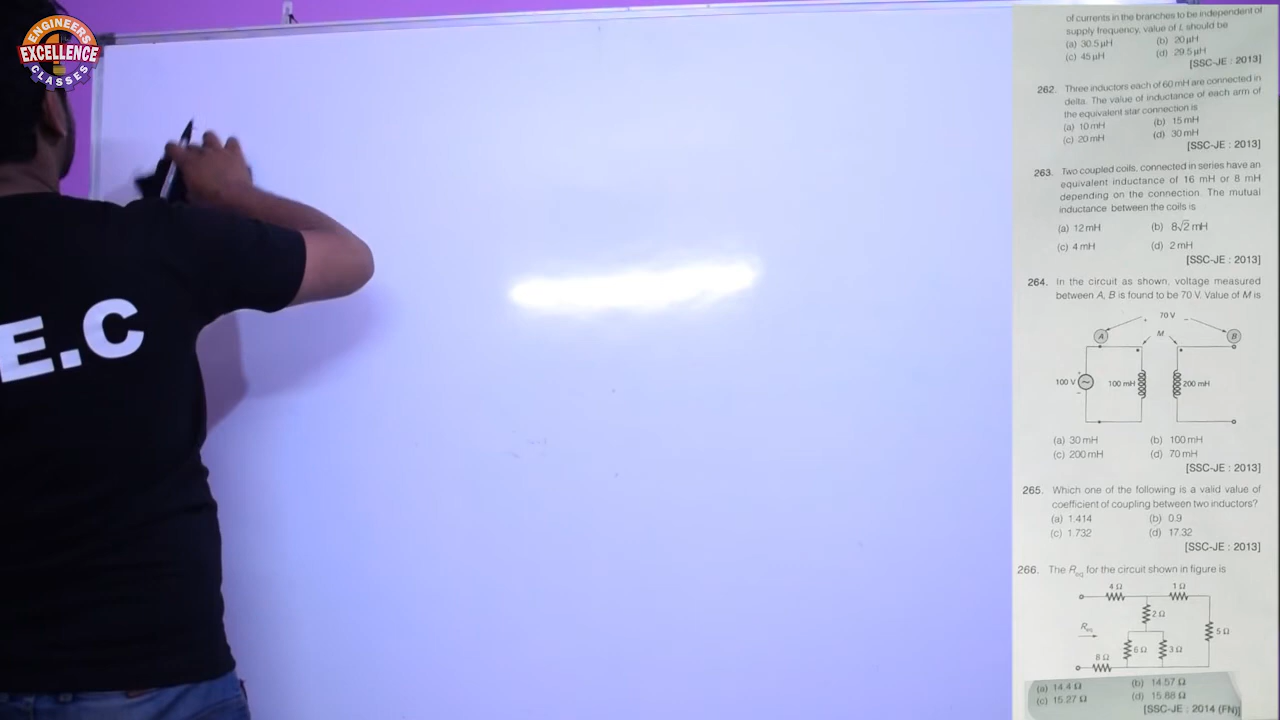 ENGINEERS
EXCELLENCE
CLASSES
E.C
of currents in the branches to be independent of
supply frequency, value of L should be
(a) 30.5 μH (b) 20 μH
(c) 45 μH (d) 29.5 μH
[SSC-JE : 2013]
262. Three inductors each of 60 mH are connected in
delta. The value of inductance of each arm of
the equivalent star connection is
(a) 10 mH (b) 15 mH
(c) 20 mH (d) 30 mH
[SSC-JE : 2013]
263. Two coupled coils, connected in series have an
equivalent inductance of 16 mH or 8 mH
depending on the connection. The mutual
inductance between the coils is
(a) 12 mH (b) 8√2 mH
(c) 4 mH (d) 2 mH
[SSC-JE : 2013]
264. In the circuit as shown, voltage measured
between A, B is found to be 70 V. Value of M is
+ 70 V −
A M B
100 V + − ~ 100 mH 200 mH
(a) 30 mH (b) 100 mH
(c) 200 mH (d) 70 mH
[SSC-JE : 2013]
265. Which one of the following is a valid value of
coefficient of coupling between two inductors?
(a) 1.414 (b) 0.9
(c) 1.732 (d) 17.32
[SSC-JE : 2013]
266. The Req for the circuit shown in figure is
4 Ω 1 Ω
2 Ω
Req 5 Ω
6 Ω 3 Ω
8 Ω
(a) 14.4 Ω (b) 14.57 Ω
(c) 15.27 Ω (d) 15.88 Ω
[SSC-JE : 2014 (FN)]